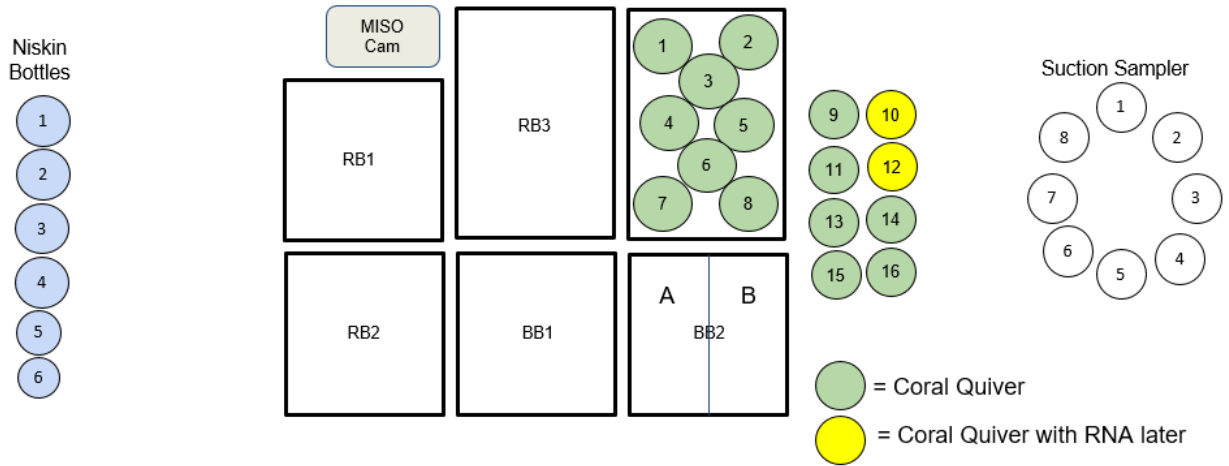 Niskin
Bottles
1
2
3
4
5
6
MISO
Cam
RB1
RB3
RB2
BB1
A
B
BB2
1
2
3
4
5
6
7
8
9
10
11
12
13
14
15
16
Suction Sampler
1
2
3
4
5
6
7
8
= Coral Quiver
= Coral Quiver with RNA later